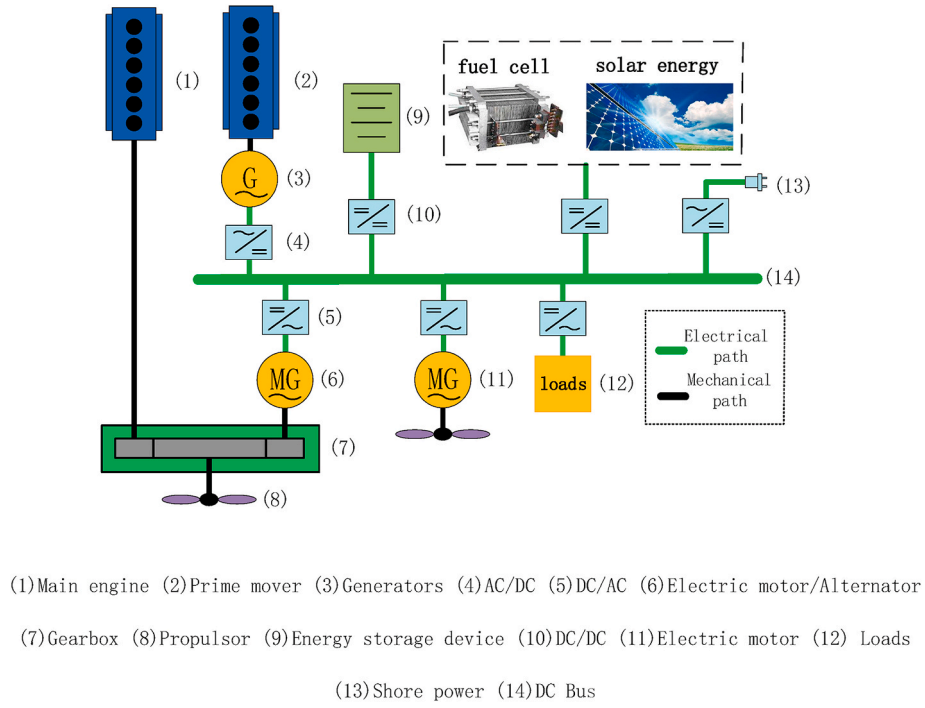 (1)
(2)
fuel cell
solar energy
(9)
G
(3)
(13)
(10)
(4)
(14)
(5)
Electrical
path
MG
(6)
MG
(11)
loads
(12)
Mechanical
path
(7)
(8)
(1)Main engine (2)Prime mover (3)Generators (4)AC/DC (5)DC/AC (6)Electric motor/Alternator
(7)Gearbox (8)Propulsor (9)Energy storage device (10)DC/DC (11)Electric motor (12) Loads
(13)Shore power (14)DC Bus